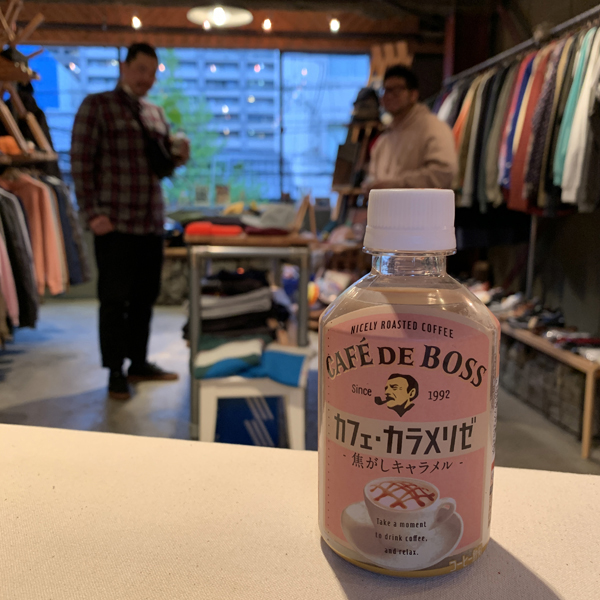 NICELY ROASTED COFFEE
CAFÉ DE BOSS
Since 1992
カフェ・カラメリゼ
- 焦がしキャラメル -
Take a moment
to drink coffee,
and relax.